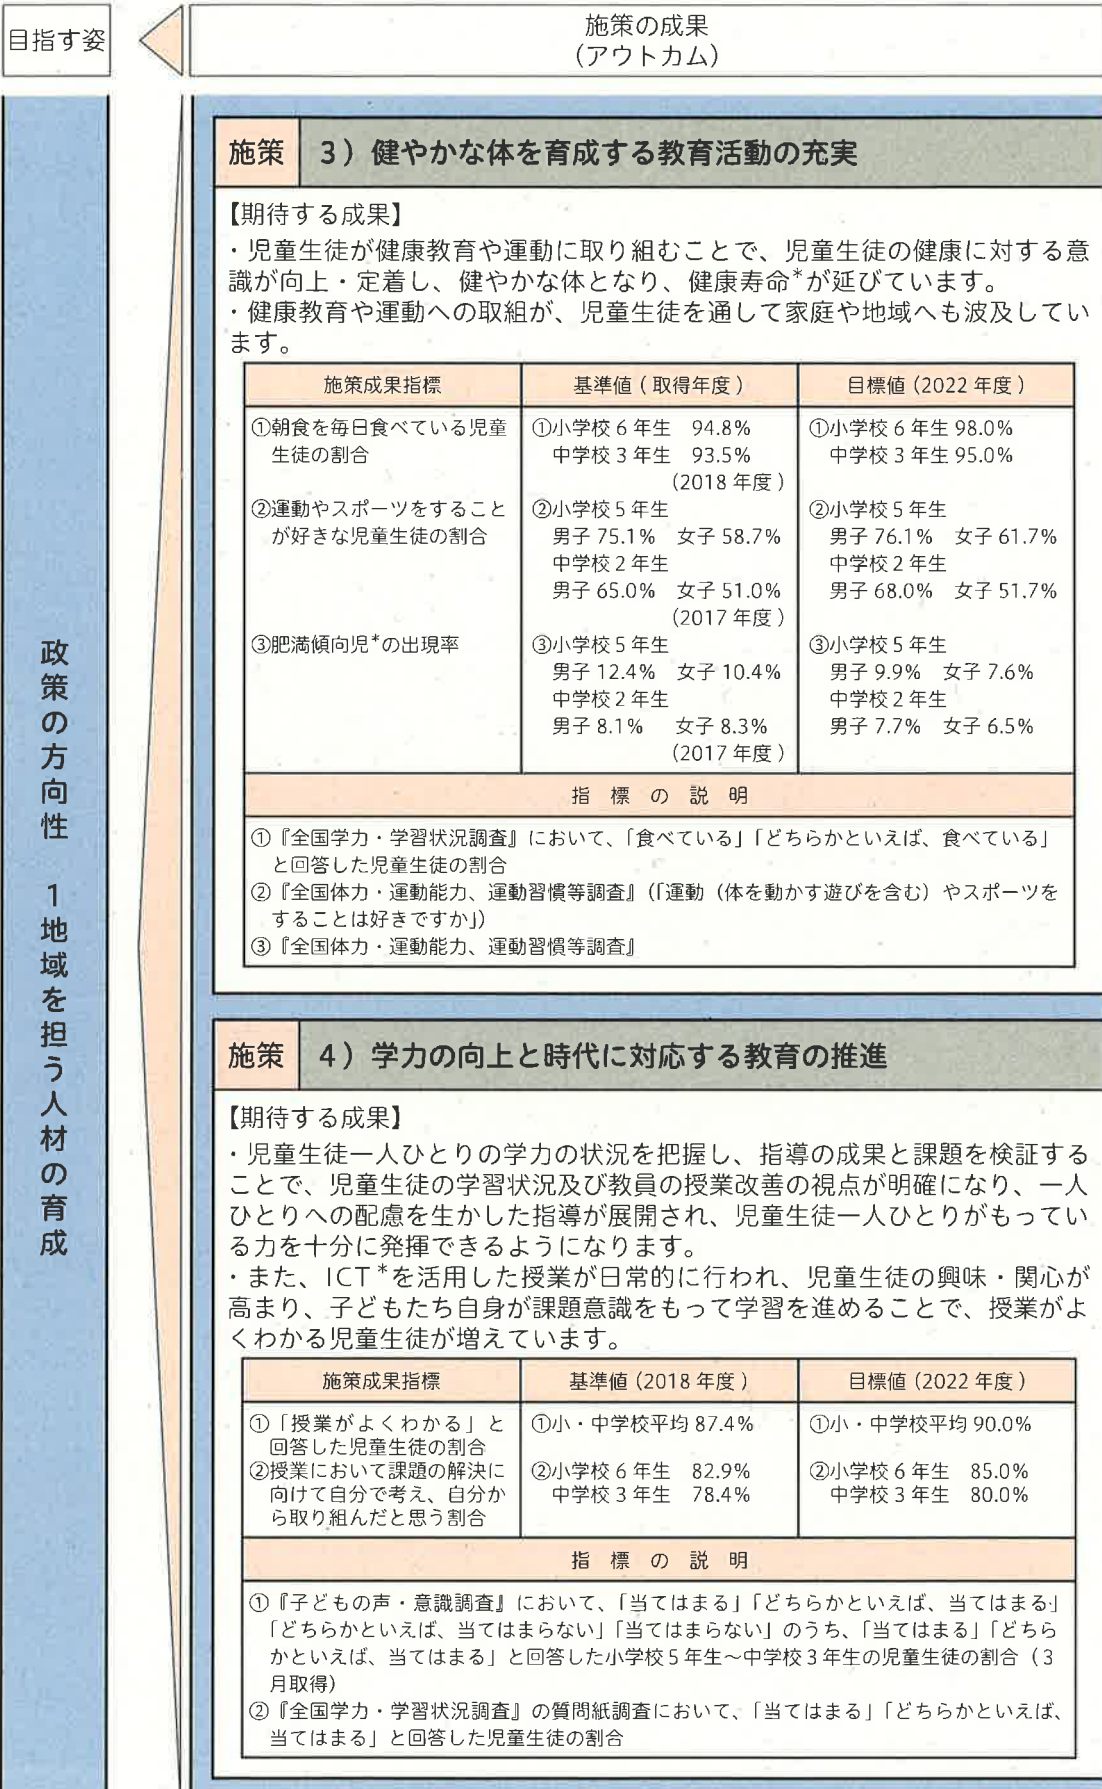 目指す姿
施策の成果
(アウトカム)
政策の方向性　1地域を担う人材の育成
施策　3）健やかな体を育成する教育活動の充実
【期待する成果】
・児童生徒が健康教育や運動に取り組むことで、児童生徒の健康に対する意
識が向上・定着し、健やかな体となり、健康寿命*が延びています。
・健康教育や運動への取組が、児童生徒を通して家庭や地域へも波及してい
ます。
施策成果指標　基準値 ( 取得年度 )　目標値 (2022 年度 )
①朝食を毎日食べている児童　①小学校 6 年生　94.8%　①小学校 6 年生 98.0%
生徒の割合　中学校 3 年生　93.5%　中学校 3 年生 95.0%
(2018 年度 )
②運動やスポーツをすること　②小学校 5 年生　②小学校 5 年生
が好きな児童生徒の割合　男子 75.1%　女子 58.7%　男子 76.1%　女子 61.7%
中学校 2 年生　中学校 2 年生
男子 65.0%　女子 51.0%　男子 68.0%　女子 51.7%
(2017 年度 )
③肥満傾向児*の出現率　③小学校 5 年生　③小学校 5 年生
男子 12.4%　女子 10.4%　男子 9.9%　女子 7.6%
中学校 2 年生　中学校 2 年生
男子 8.1%　女子 8.3%　男子 7.7%　女子 6.5%
(2017 年度 )
指　標　の　説　明
①『全国学力・学習状況調査』において、「食べている」「どちらかといえば、食べている」
と回答した児童生徒の割合
②『全国体力・運動能力、運動習慣等調査』（「運動（体を動かす遊びを含む）やスポーツを
することは好きですか」）
③『全国体力・運動能力、運動習慣等調査』
施策　4）学力の向上と時代に対応する教育の推進
【期待する成果】
・児童生徒一人ひとりの学力の状況を把握し、指導の成果と課題を検証する
ことで、児童生徒の学習状況及び教員の授業改善の視点が明確になり、一人
ひとりへの配慮を生かした指導が展開され、児童生徒一人ひとりがもってい
る力を十分に発揮できるようになります。
・また、ICT*を活用した授業が日常的に行われ、児童生徒の興味・関心が
高まり、子どもたち自身が課題意識をもって学習を進めることで、授業がよ
くわかる児童生徒が増えています。
施策成果指標　基準値 (2018 年度 )　目標値 (2022 年度 )
①「授業がよくわかる」と　①小・中学校平均 87.4%　①小・中学校平均 90.0%
回答した児童生徒の割合
②授業において課題の解決に　②小学校 6 年生　82.9%　②小学校 6 年生　85.0%
向けて自分で考え、自分か　中学校 3 年生　78.4%　中学校 3 年生　80.0%
ら取り組んだと思う割合
指　標　の　説　明
①『子どもの声・意識調査』において、「当てはまる」「どちらかといえば、当てはまる」
「どちらかといえば、当てはまらない」「当てはまらない」のうち、「当てはまる」「どちら
かといえば、当てはまる」と回答した小学校 5 年生～中学校 3 年生の児童生徒の割合（3
月取得）
②『全国学力・学習状況調査』の質問紙調査において、「当てはまる」「どちらかといえば、
当てはまる」と回答した児童生徒の割合